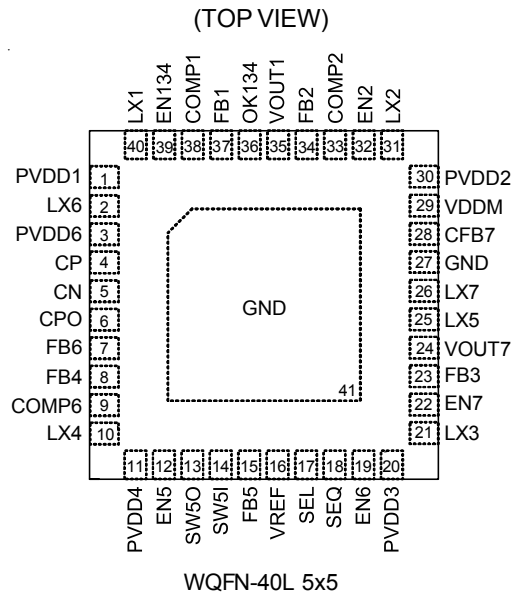 (TOP VIEW)
LX1
EN134
COMP1
FB1
OK134
VOUT1
FB2
COMP2
EN2
LX2
40 39 38 37 36 35 34 33 32 31
PVDD1 1
LX6 2
PVDD6 3
CP 4
CN 5
CPO 6
FB6 7
FB4 8
COMP6 9
LX4 10
GND
41
30 PVDD2
29 VDDM
28 CFB7
27 GND
26 LX7
25 LX5
24 VOUT7
23 FB3
22 EN7
21 LX3
11 12 13 14 15 16 17 18 19 20
PVDD4
EN5
SW5O
SW5I
FB5
VREF
SEL
SEQ
EN6
PVDD3
WQFN-40L 5x5